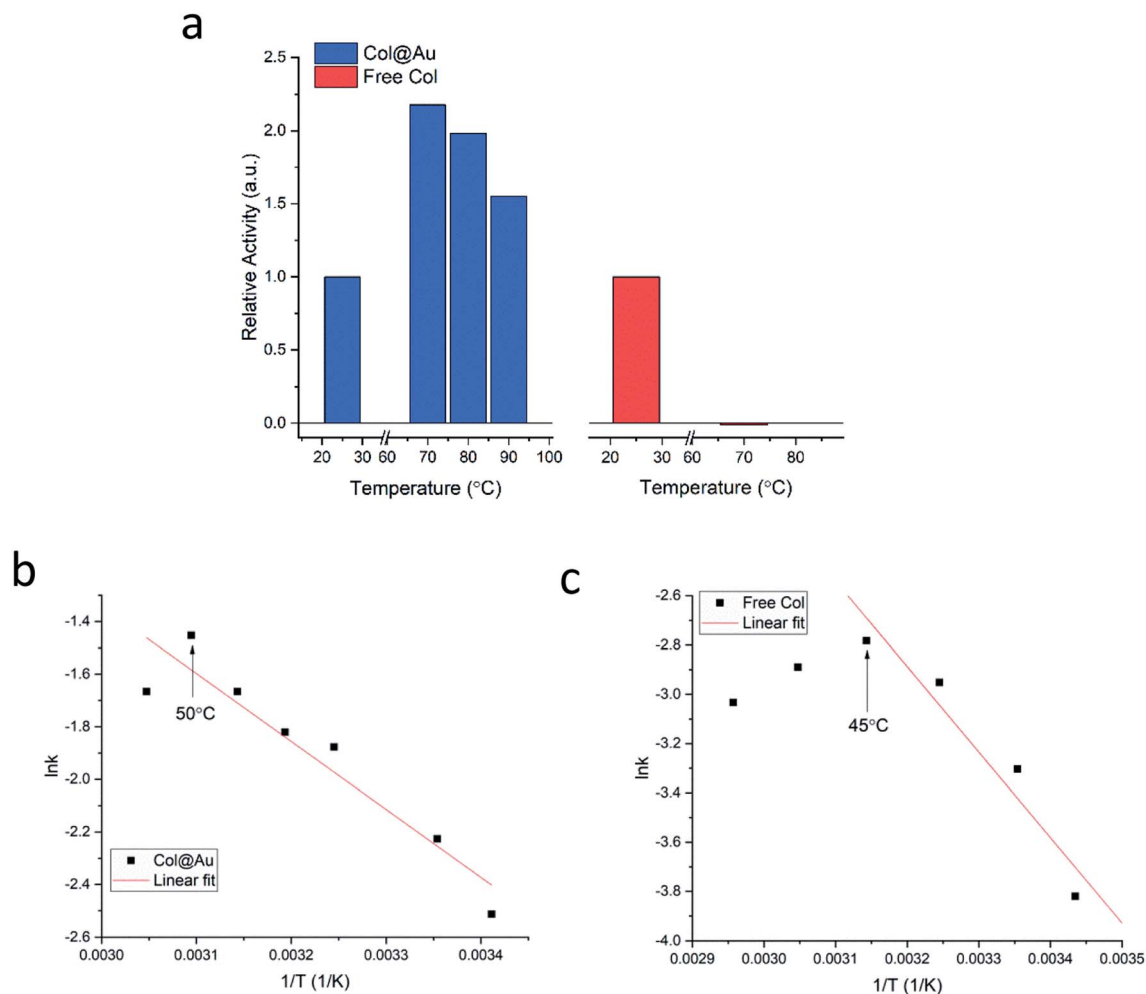 a
Col@Au
Free Col
2.5
2.0
1.5
1.0
0.5
0.0
Relative Activity (a.u.)
20 30 60 70 80 90 100
20 30 60 70 80
Temperature (°C)
Temperature (°C)
b
-1.4
-1.6
-1.8
-2.0
-2.2
-2.4
-2.6
lnk
50°C
Col@Au
Linear fit
0.0030 0.0031 0.0032 0.0033 0.0034
1/T (1/K)
c
Free Col
Linear fit
-2.6
-2.8
-3.0
-3.2
-3.4
-3.6
-3.8
-4.0
lnk
45°C
0.0029 0.0030 0.0031 0.0032 0.0033 0.0034 0.0035
1/T (1/K)